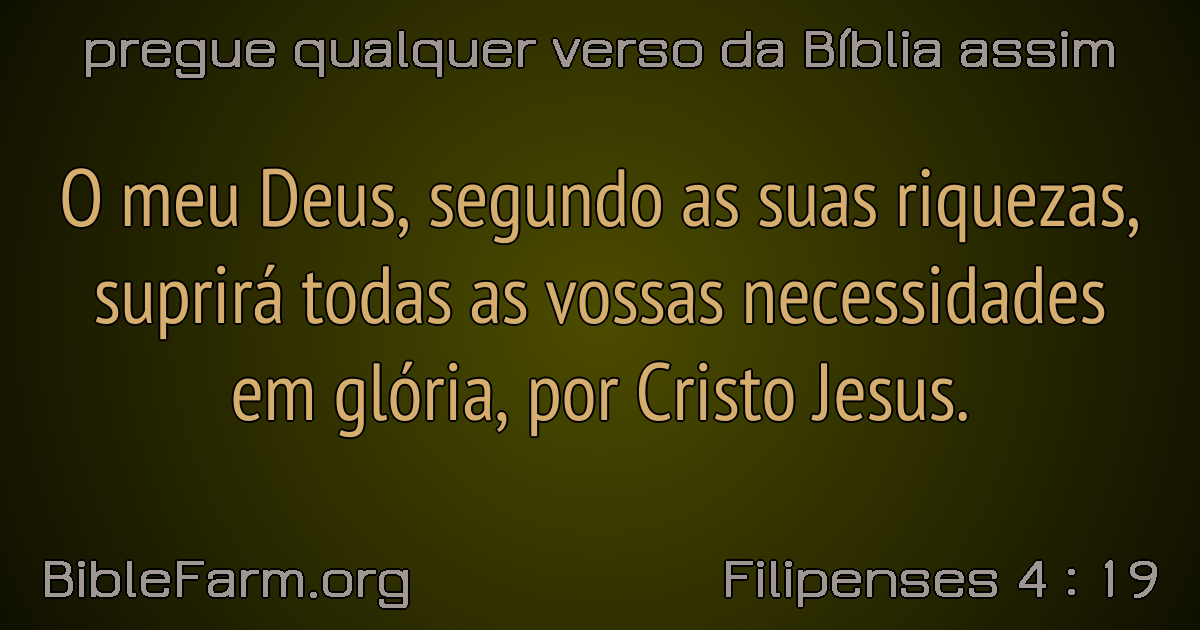 pregue qualquer verso da Bíblia assim
O meu Deus, segundo as suas riquezas,
suprirá todas as vossas necessidades
em glória, por Cristo Jesus.
BibleFarm.org
Filipenses 4 : 19